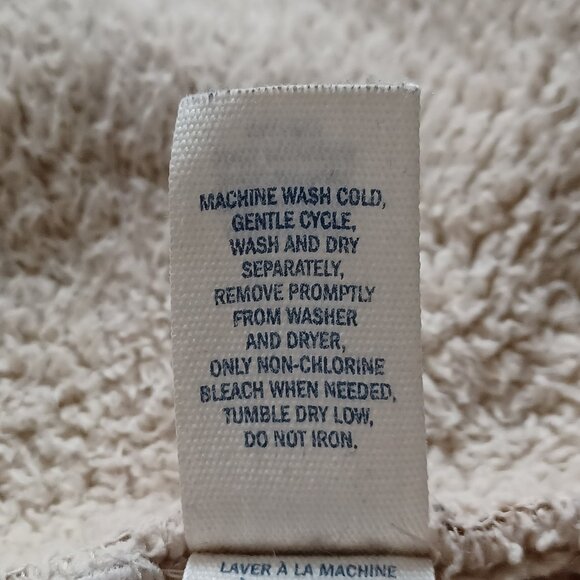 MACHINE WASH COLD,
GENTLE CYCLE,
WASH AND DRY
SEPARATELY,
REMOVE PROMPTLY
FROM WASHER
AND DRYER,
ONLY NON-CHLORINE
BLEACH WHEN NEEDED,
TUMBLE DRY LOW,
DO NOT IRON.
LAVER À LA MACHINE